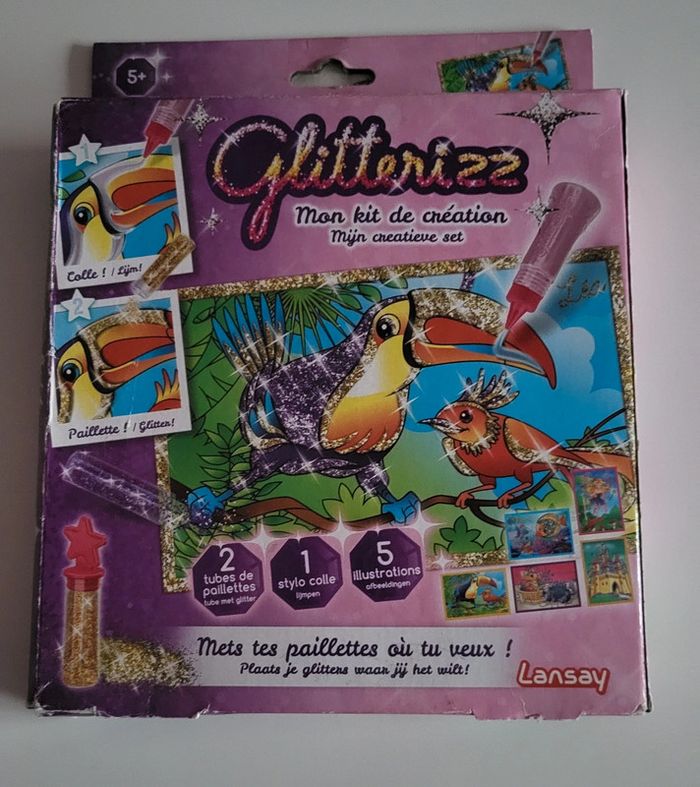 5+
Glitterizz
Mon kit de création
Mijn creatieve set
1
Colle ! / Lijm!
2
Paillette ! / Glitter!
Léa
2
tubes de
paillettes
tube met glitter
1
stylo colle
lijmpen
5
illustrations
afbeeldingen
Mets tes paillettes où tu veux !
Plaats je glitters waar jij het wilt!
Lansay